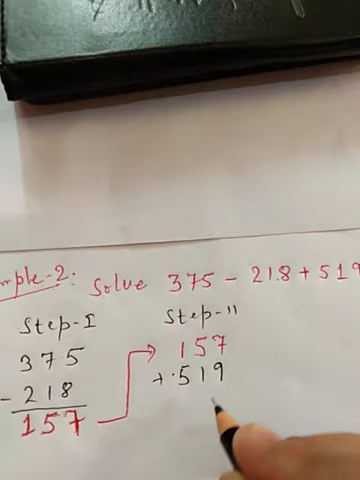 mple-2: Solve 375 - 218 + 519
Step-I
375
- 218
157
Step-II
157
+ 519